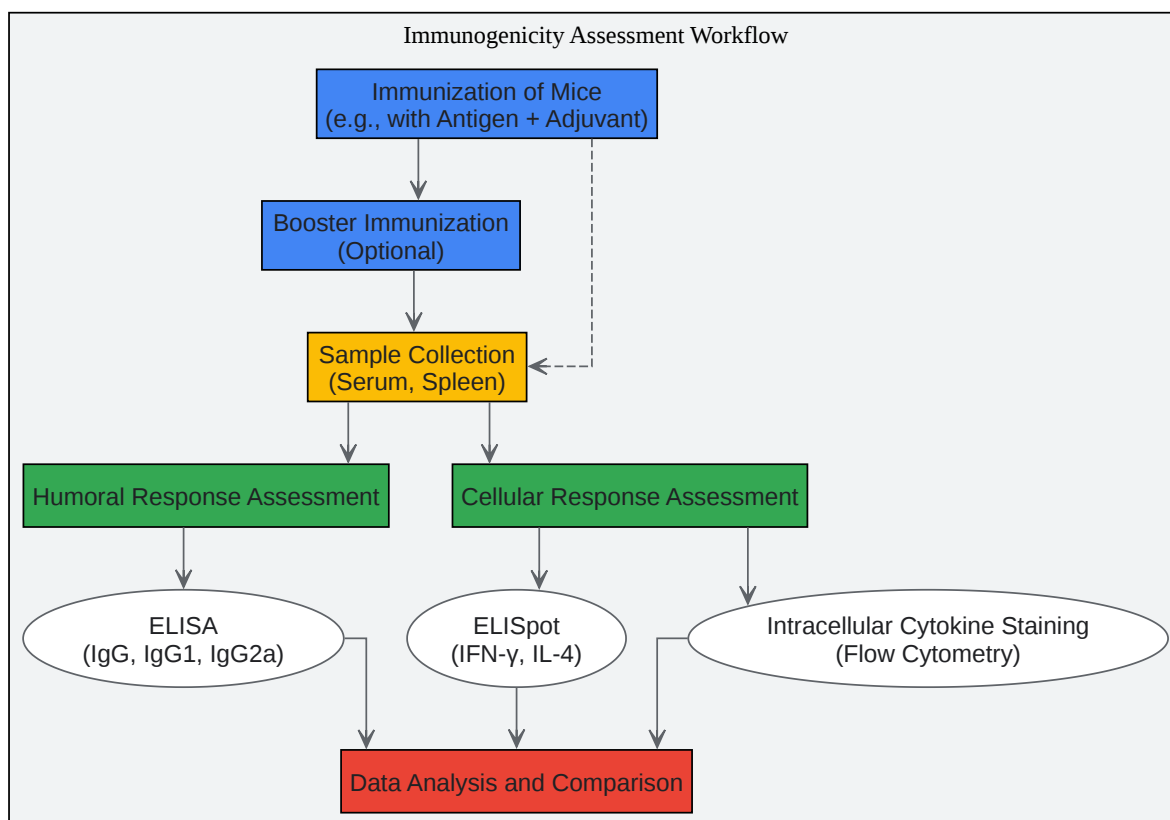 Immunogenicity Assessment Workflow
Immunization of Mice
(e.g., with Antigen + Adjuvant)
Booster Immunization
(Optional)
Sample Collection
(Serum, Spleen)
Humoral Response Assessment
Cellular Response Assessment
ELISA
(IgG, IgG1, IgG2a)
ELISpot
(IFN-γ, IL-4)
Intracellular Cytokine Staining
(Flow Cytometry)
Data Analysis and Comparison